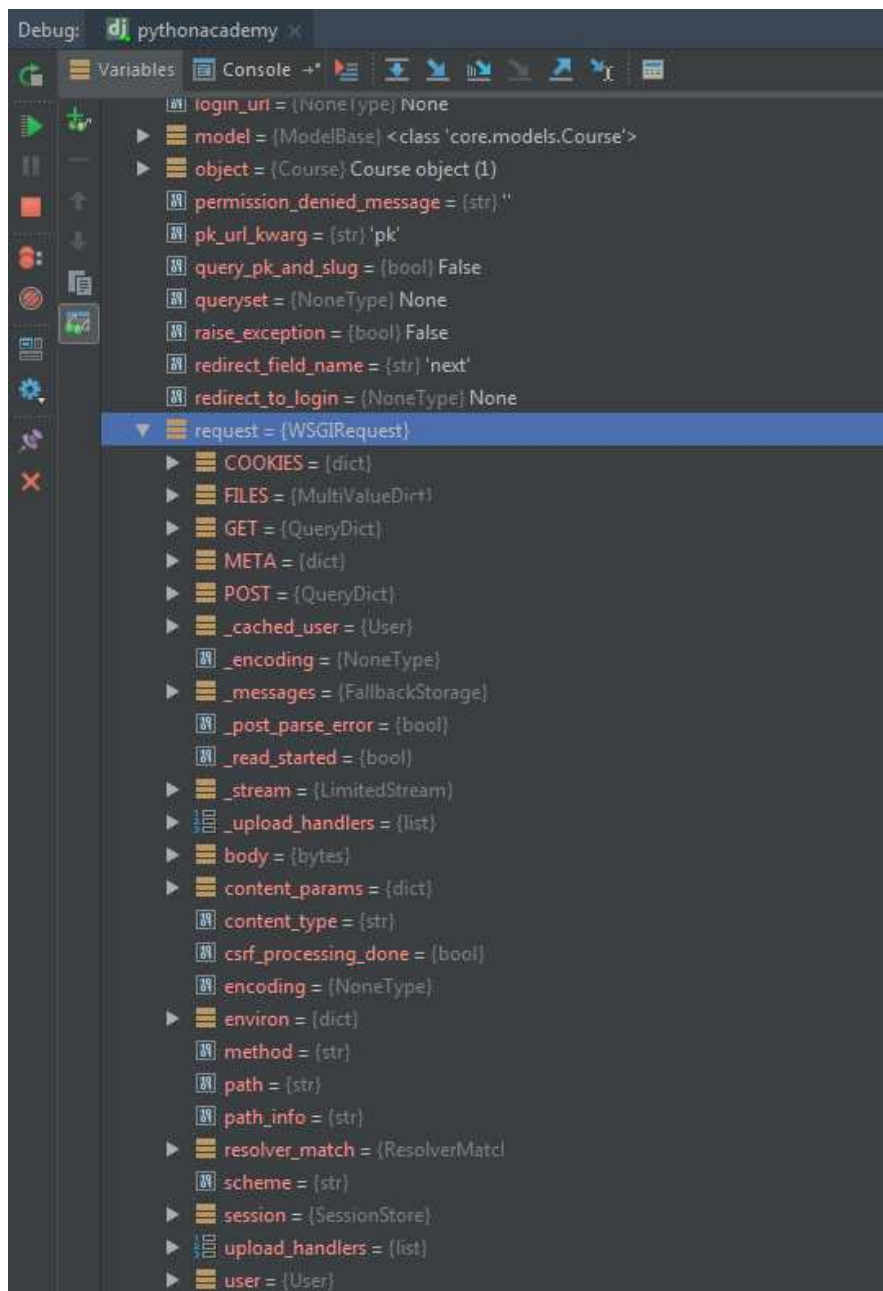 Debug: dj pythonacademy ×
Variables Console
login_url = {NoneType} None
model = {ModelBase} <class 'core.models.Course'>
object = {Course} Course object (1)
permission_denied_message = {str} ''
pk_url_kwarg = {str} 'pk'
query_pk_and_slug = {bool} False
queryset = {NoneType} None
raise_exception = {bool} False
redirect_field_name = {str} 'next'
redirect_to_login = {NoneType} None
request = {WSGIRequest}
COOKIES = {dict}
FILES = {MultiValueDict}
GET = {QueryDict}
META = {dict}
POST = {QueryDict}
_cached_user = {User}
_encoding = {NoneType}
_messages = {FallbackStorage}
_post_parse_error = {bool}
_read_started = {bool}
_stream = {LimitedStream}
_upload_handlers = {list}
body = {bytes}
content_params = {dict}
content_type = {str}
csrf_processing_done = {bool}
encoding = {NoneType}
environ = {dict}
method = {str}
path = {str}
path_info = {str}
resolver_match = {ResolverMatcl
scheme = {str}
session = {SessionStore}
upload_handlers = {list}
user = {User}